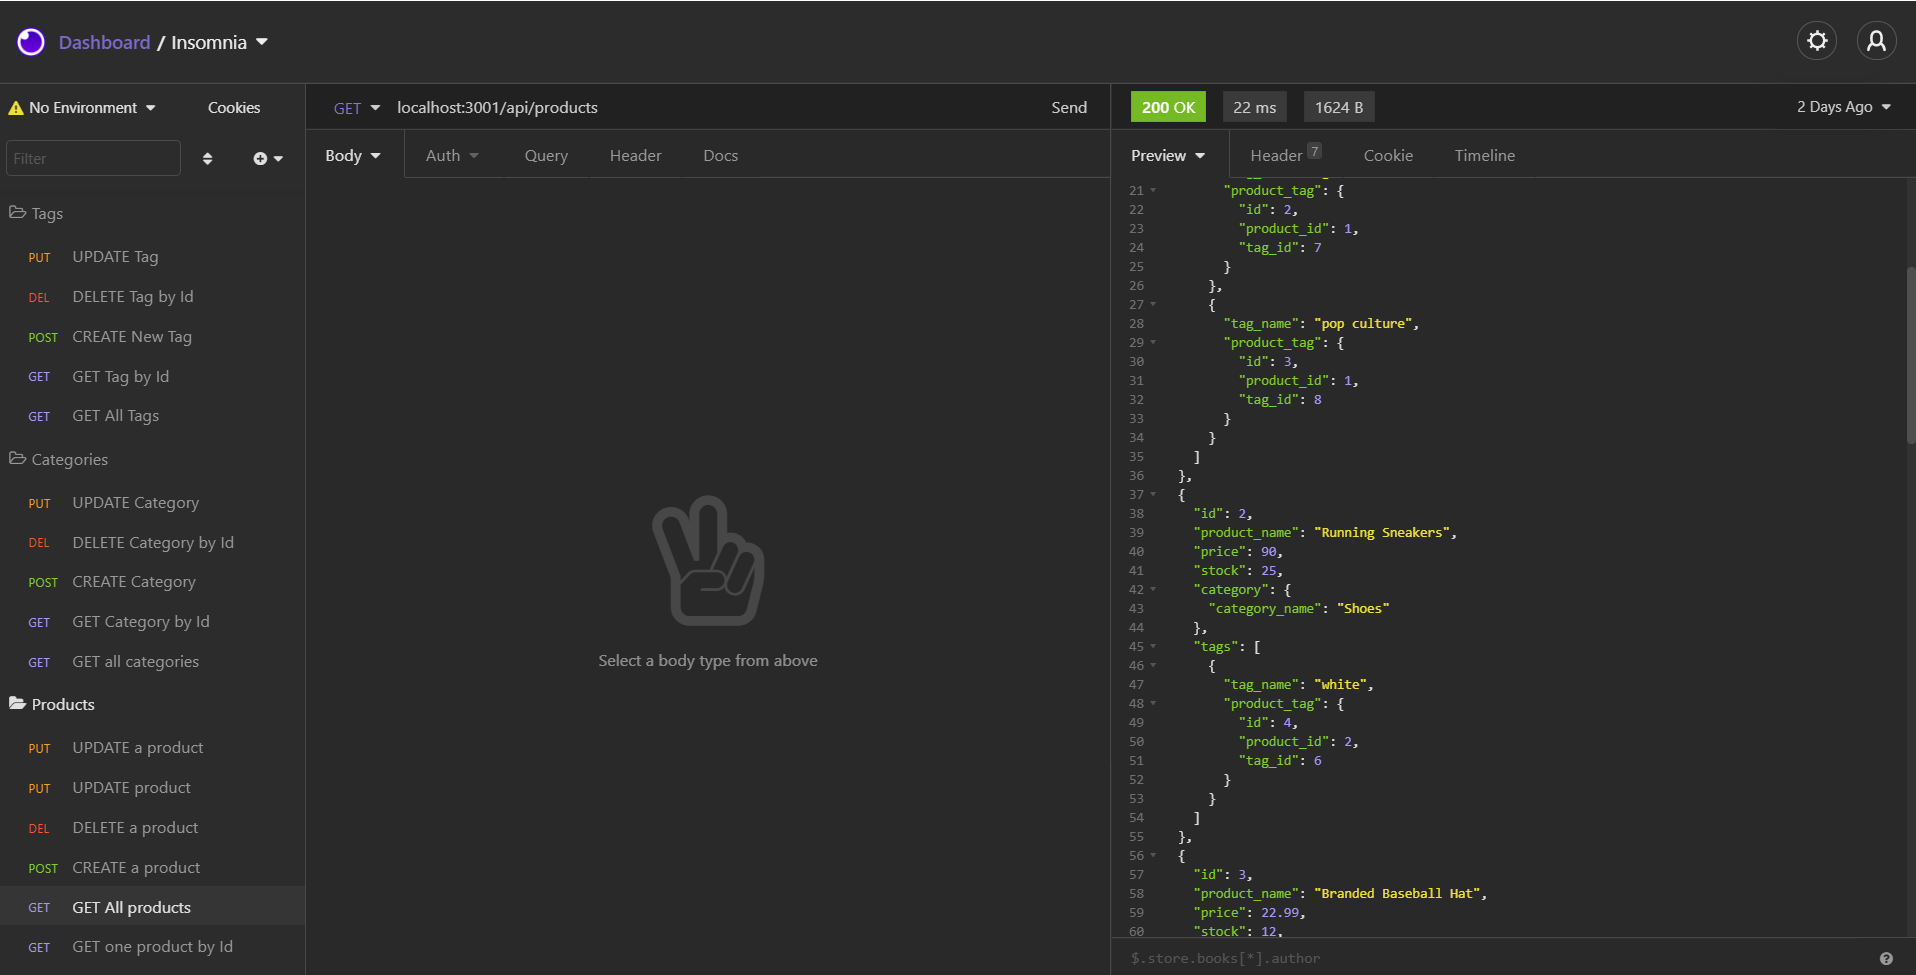 Dashboard / Insomnia
No Environment
Cookies
Filter
Tags
PUT UPDATE Tag
DEL DELETE Tag by Id
POST CREATE New Tag
GET GET Tag by Id
GET GET All Tags
Categories
PUT UPDATE Category
DEL DELETE Category by Id
POST CREATE Category
GET GET Category by Id
GET GET all categories
Products
PUT UPDATE a product
PUT UPDATE product
DEL DELETE a product
POST CREATE a product
GET GET All products
GET GET one product by Id
GET localhost:3001/api/products Send
Body Auth Query Header Docs
Select a body type from above
200 OK 22 ms 1624 B 2 Days Ago
Preview Header 7 Cookie Timeline
21 "product_tag": {
22 "id": 2,
23 "product_id": 1,
24 "tag_id": 7
25 }
26 },
27 {
28 "tag_name": "pop culture",
29 "product_tag": {
30 "id": 3,
31 "product_id": 1,
32 "tag_id": 8
33 }
34 }
35 ]
36 },
37 {
38 "id": 2,
39 "product_name": "Running Sneakers",
40 "price": 90,
41 "stock": 25,
42 "category": {
43 "category_name": "Shoes"
44 },
45 "tags": [
46 {
47 "tag_name": "white",
48 "product_tag": {
49 "id": 4,
50 "product_id": 2,
51 "tag_id": 6
52 }
53 }
54 ]
55 },
56 {
57 "id": 3,
58 "product_name": "Branded Baseball Hat",
59 "price": 22.99,
60 "stock": 12,
$.store.books[*].author